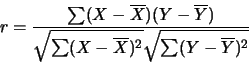 r = \frac{\sum(X - \overline{X})(Y - \overline{Y})}{\sqrt{\sum(X - \overline{X})^2}\sqrt{\sum(Y - \overline{Y})^2}}